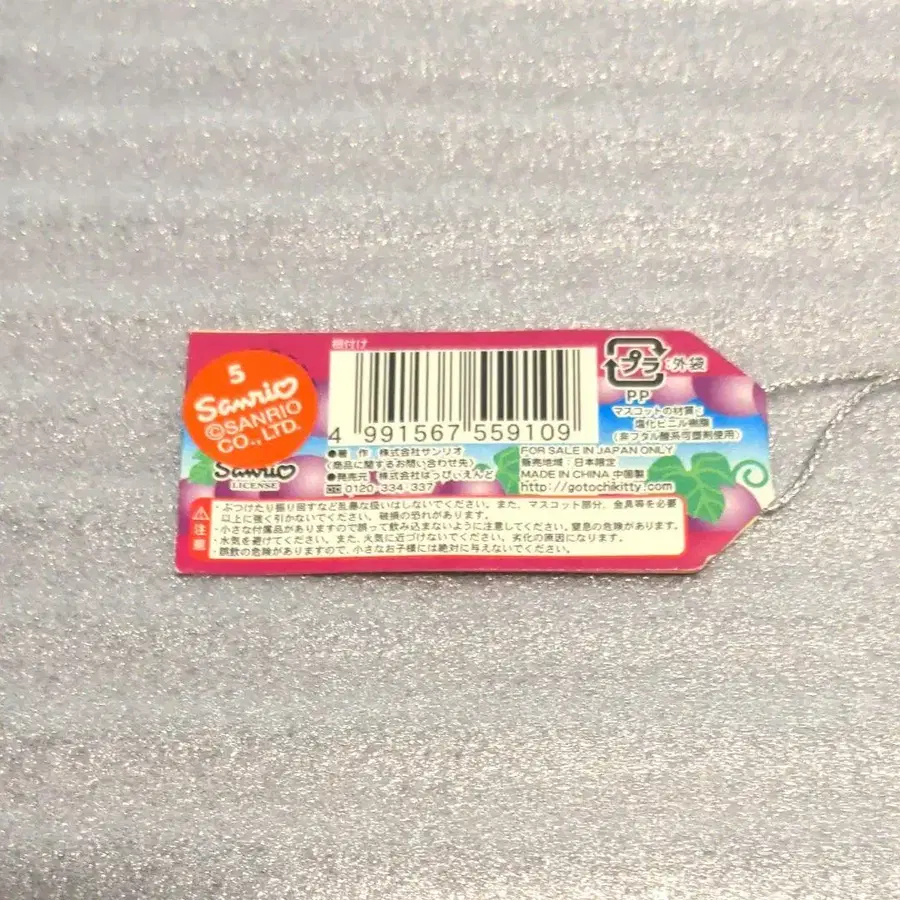 根付け
5
Sanrio
©SANRIO
CO., LTD.
Sanrio
LICENSE
4 991567 559109
プラ
:外袋
PP
マスコットの材質:
塩化ビニル樹脂
(非フタル酸系可塑剤使用)
●著 作 株式会社サンリオ
(商品に関するお問い合わせ先)
●発売元 株式会社はっぴぃえんど
0120-334 337
FOR SALE IN JAPAN ONLY
販売地域:日本限定
MADE IN CHINA 中国製
http://gotochikitty.com/
注意
・ぶつけたり振り回すなど乱暴な扱いはしないでください。また、マスコット部分、金具等を必要
以上に強く引かないでください。破損の恐れがあります。
・小さな付属品がありますので誤って飲み込まないように注意してください。窒息の危険があります。
・水気を避けてください。また、火気に近づけないでください。劣化の原因になります。
・誤飲の危険がありますので、小さなお子様には絶対に与えないでください。